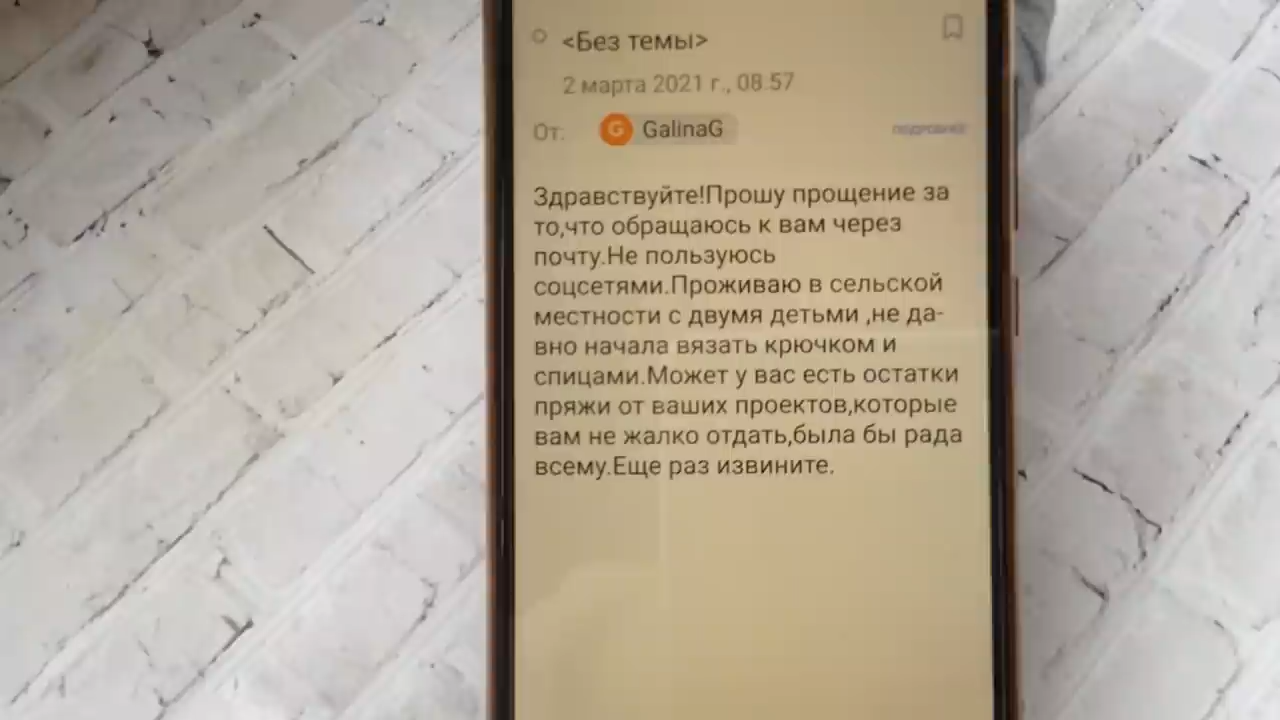 <Без темы>
2 марта 2021 г., 08:57
От: G GalinaG подробнее
Здравствуйте!Прошу прощение за
то,что обращаюсь к вам через
почту.Не пользуюсь
соцсетями.Проживаю в сельской
местности с двумя детьми ,не да-
вно начала вязать крючком и
спицами.Может у вас есть остатки
пряжи от ваших проектов,которые
вам не жалко отдать,была бы рада
всему.Еще раз извините.